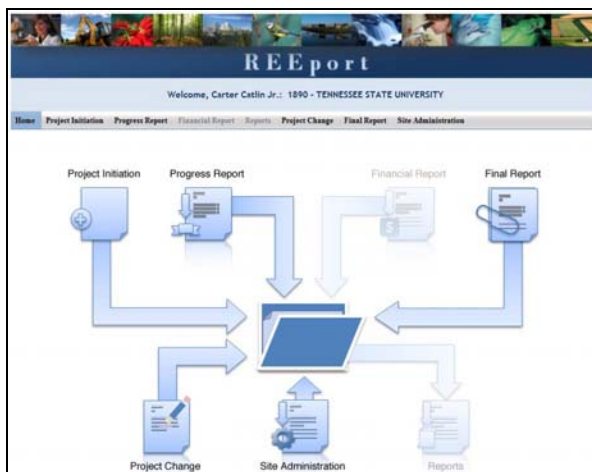 REEport
Welcome, Carter Catlin Jr.: 1890 - TENNESSEE STATE UNIVERSITY
Home Project Initiation Progress Report Financial Report Reports Project Change Final Report Site Administration
Project Initiation Progress Report Financial Report Final Report
Project Change Site Administration Reports